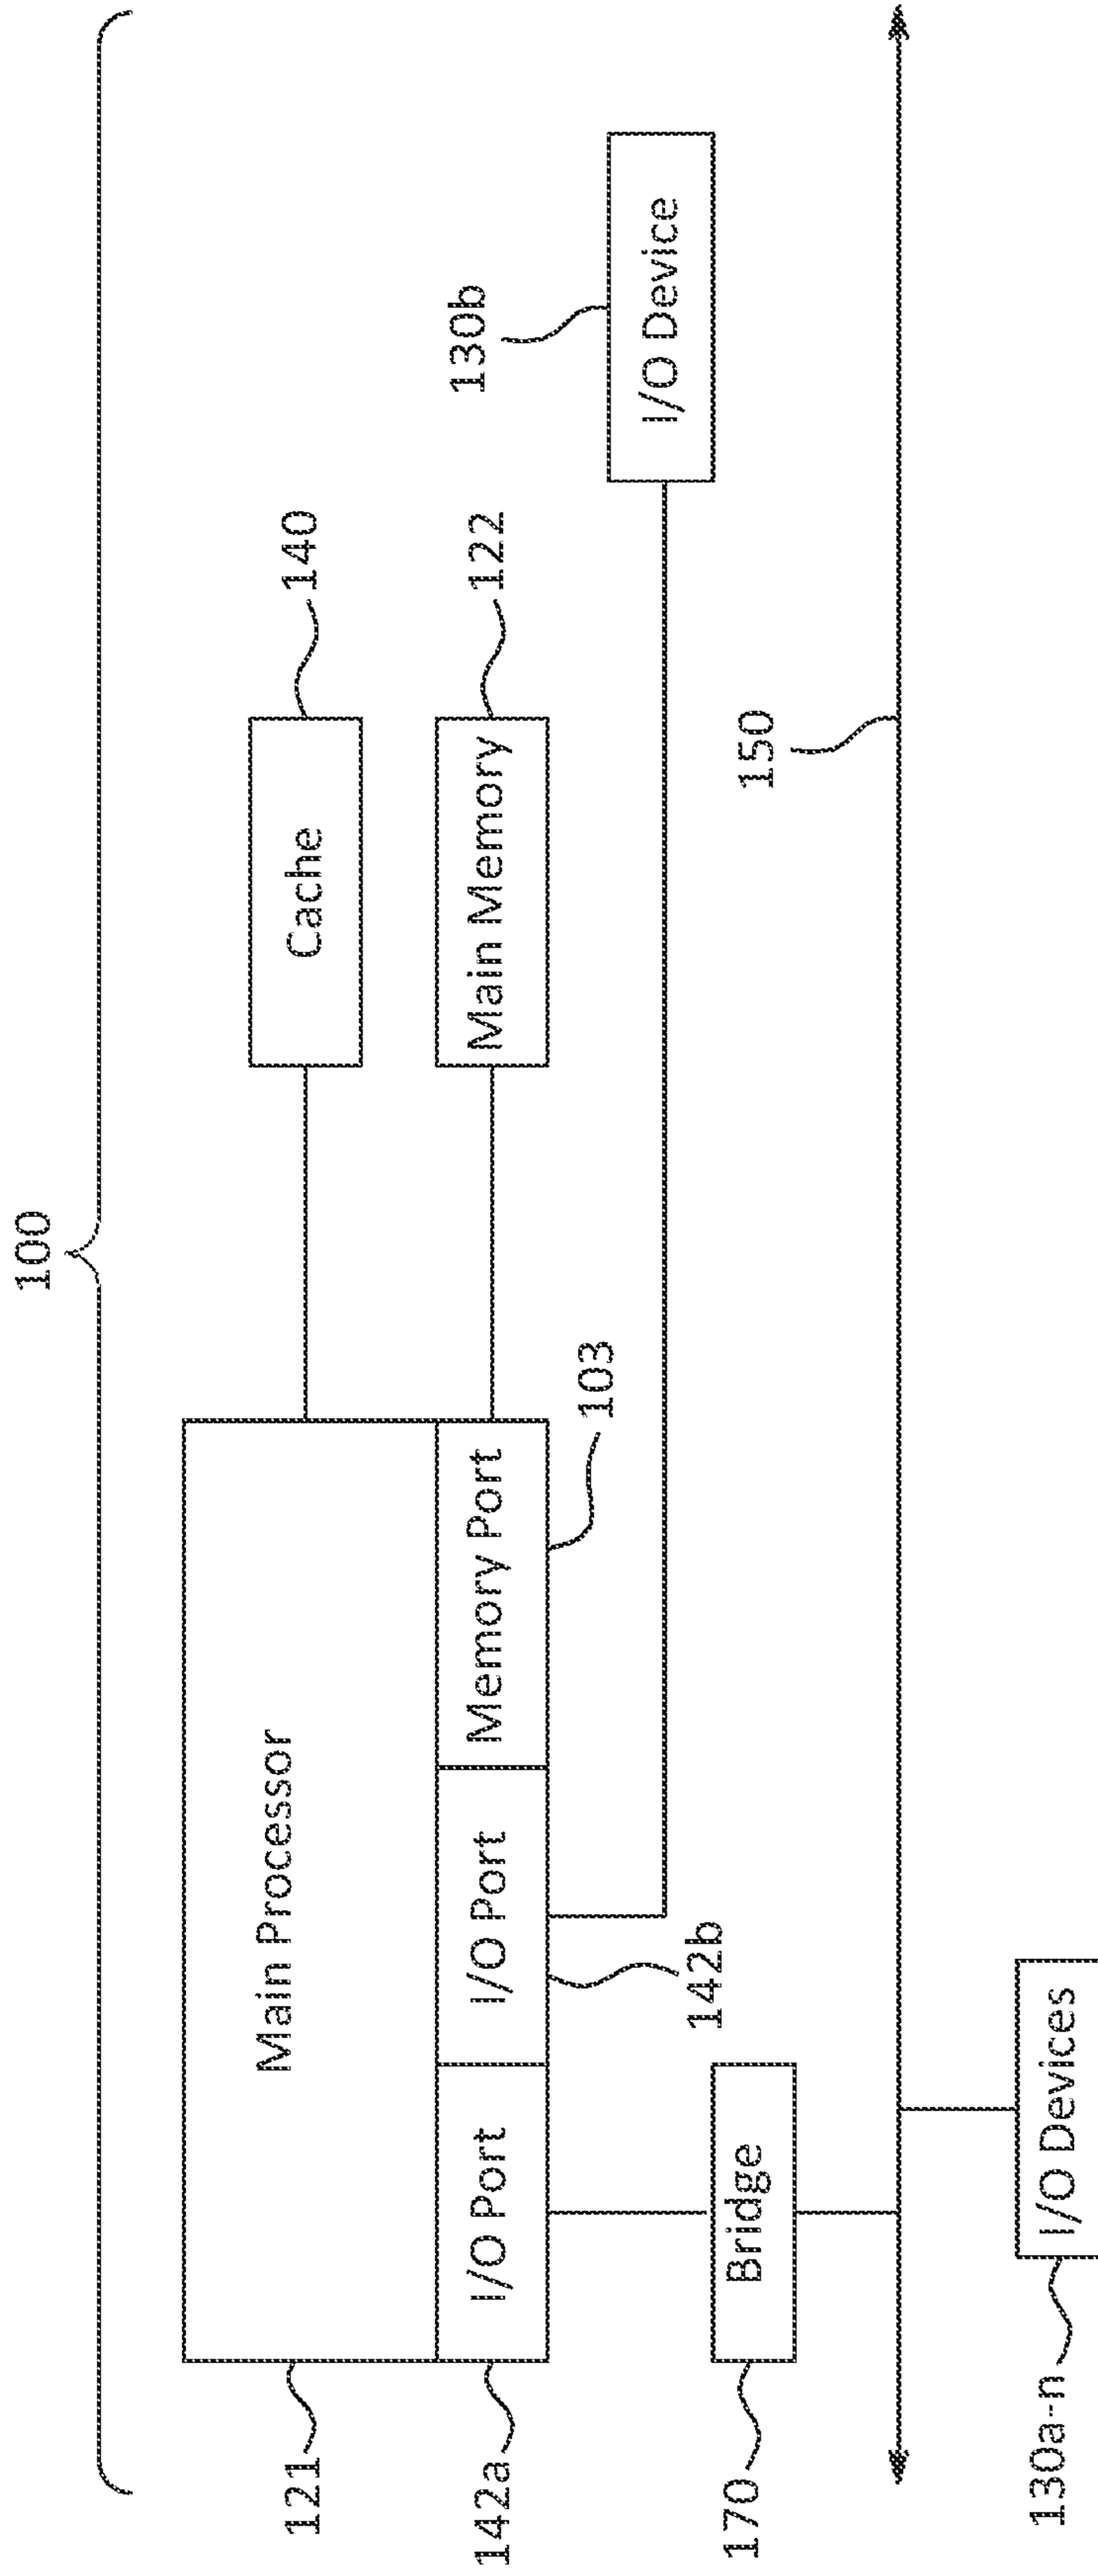 100
Main Processor
Cache
140
121
I/O Port
I/O Port
Memory Port
Main Memory
122
142a
103
130b
142b
I/O Device
Bridge
170
150
I/O Devices
130a-n